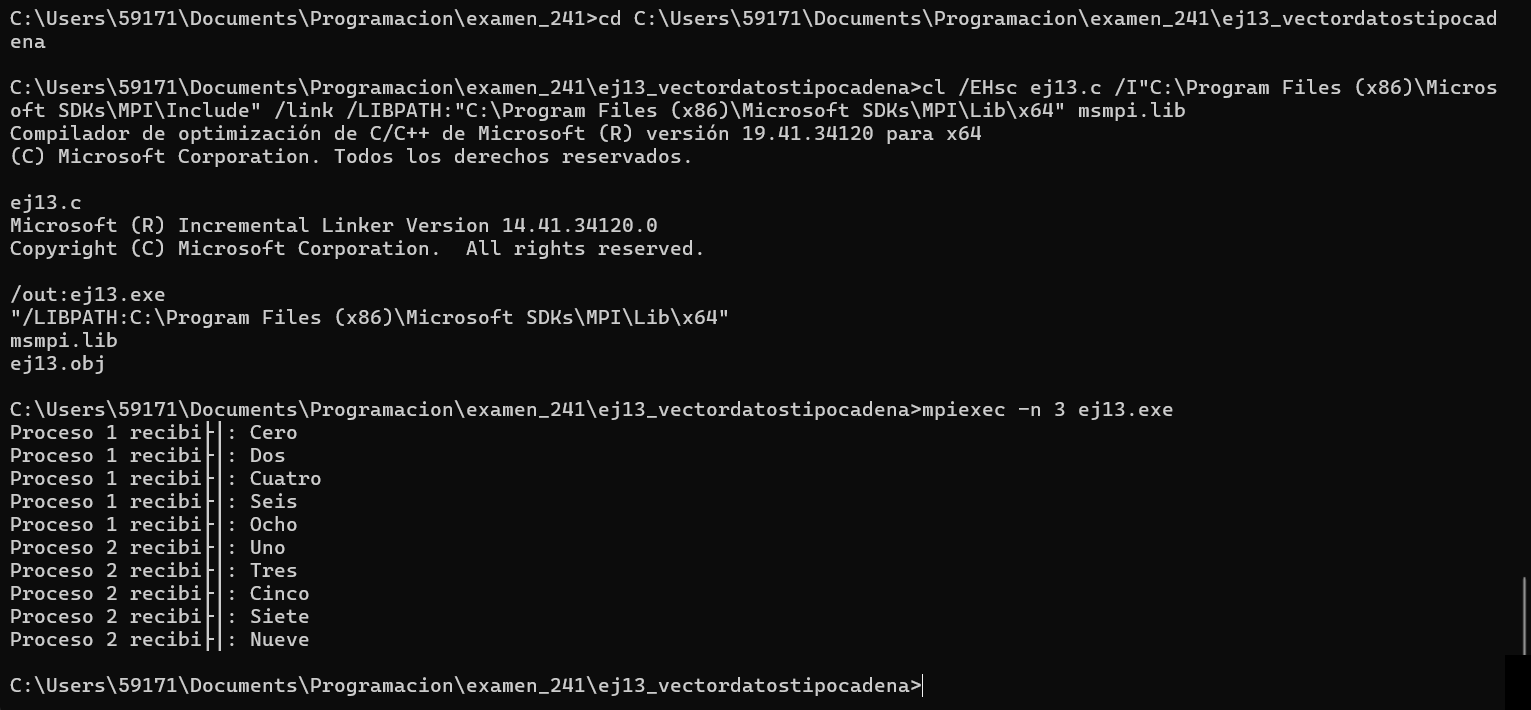 C:\Users\59171\Documents\Programacion\examen_241>cd C:\Users\59171\Documents\Programacion\examen_241\ej13_vectordatostipocad
ena
C:\Users\59171\Documents\Programacion\examen_241\ej13_vectordatostipocadena>cl /EHsc ej13.c /I"C:\Program Files (x86)\Micros
oft SDKs\MPI\Include" /link /LIBPATH:"C:\Program Files (x86)\Microsoft SDKs\MPI\Lib\x64" msmpi.lib
Compilador de optimización de C/C++ de Microsoft (R) versión 19.41.34120 para x64
(C) Microsoft Corporation. Todos los derechos reservados.
ej13.c
Microsoft (R) Incremental Linker Version 14.41.34120.0
Copyright (C) Microsoft Corporation.  All rights reserved.
/out:ej13.exe
"/LIBPATH:C:\Program Files (x86)\Microsoft SDKs\MPI\Lib\x64"
msmpi.lib
ej13.obj
C:\Users\59171\Documents\Programacion\examen_241\ej13_vectordatostipocadena>mpiexec -n 3 ej13.exe
Proceso 1 recibi├│: Cero
Proceso 1 recibi├│: Dos
Proceso 1 recibi├│: Cuatro
Proceso 1 recibi├│: Seis
Proceso 1 recibi├│: Ocho
Proceso 2 recibi├│: Uno
Proceso 2 recibi├│: Tres
Proceso 2 recibi├│: Cinco
Proceso 2 recibi├│: Siete
Proceso 2 recibi├│: Nueve
C:\Users\59171\Documents\Programacion\examen_241\ej13_vectordatostipocadena>